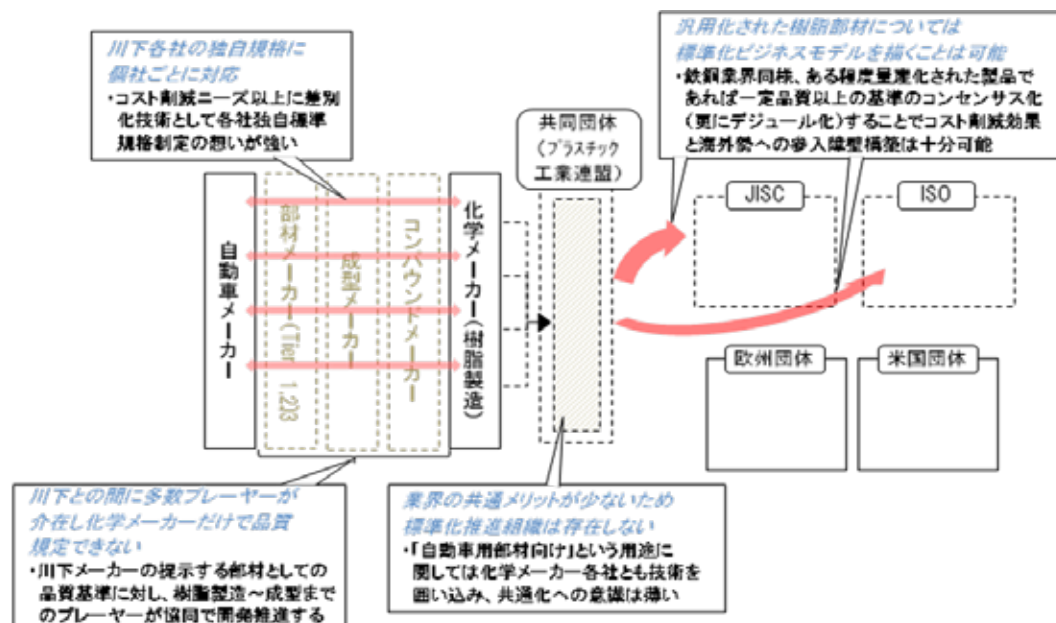 川下各社の独自規格に
個社ごとに対応
・コスト削減ニーズ以上に差別
化技術として各社独自標準
規格制定の想いが強い
汎用化された樹脂部材については
標準化ビジネスモデルを描くことは可能
・鉄鋼業界同様、ある程度量産化された製品で
あれば一定品質以上の基準のコンセンサス化
(更にデジュール化)することでコスト削減効果
と海外勢への参入障壁構築は十分可能
共同団体
(プラスチック
工業連盟)
JISC
ISO
自動車メーカー
部材メーカー(Tier 1,2,3
成型メーカー
コンパウンドメーカー
化学メーカー(樹脂製造)
欧州団体
米国団体
川下との間に多数プレーヤーが
介在し化学メーカーだけで品質
規定できない
・川下メーカーの提示する部材としての
品質基準に対し、樹脂製造~成型まで
のプレーヤーが協同で開発推進する
業界の共通メリットが少ないため
標準化推進組織は存在しない
・「自動車用部材向け」という用途に
関しては化学メーカー各社とも技術を
囲い込み、共通化への意識は薄い